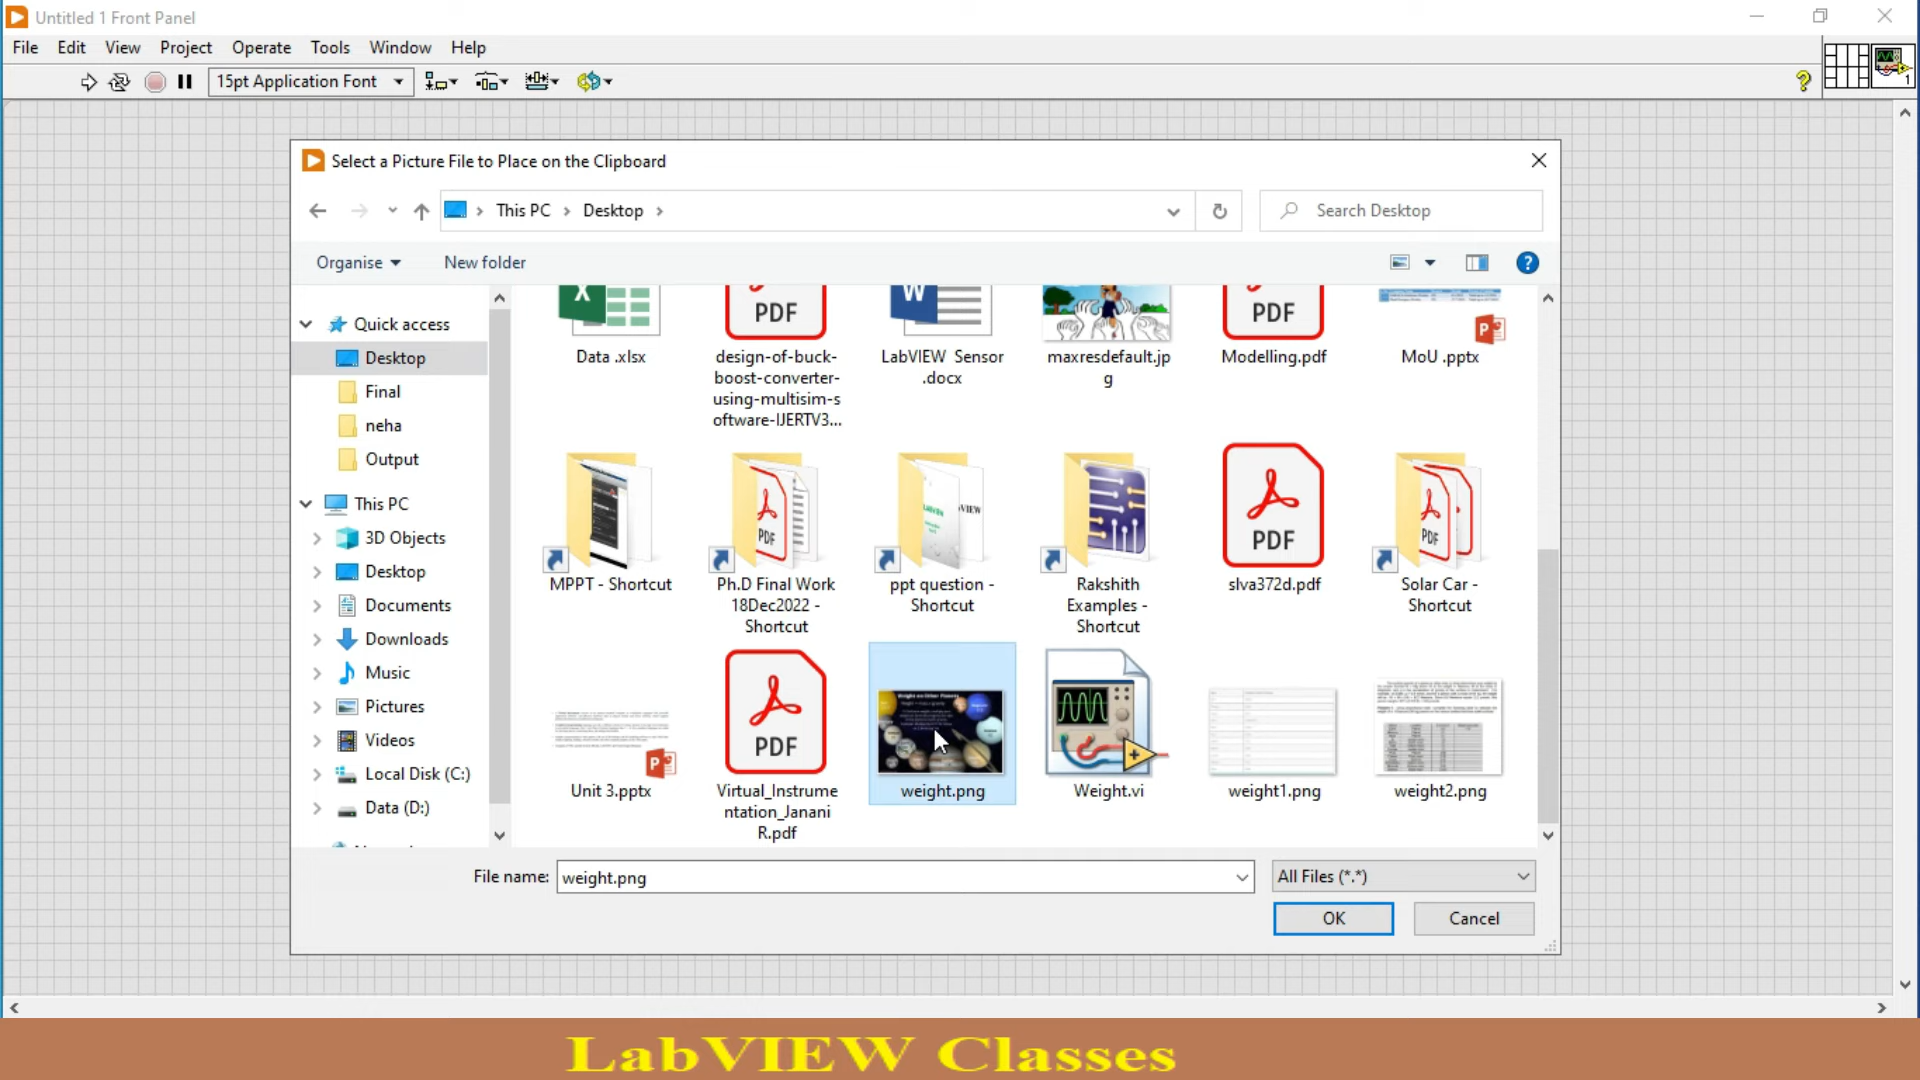 Untitled 1 Front Panel
File Edit View Project Operate Tools Window Help
15pt Application Font
1
Select a Picture File to Place on the Clipboard
This PC Desktop
Search Desktop
Organise New folder
Quick access
Desktop
Final
neha
Output
This PC
3D Objects
Desktop
Documents
Downloads
Music
Pictures
Videos
Local Disk (C:)
Data (D:)
X
PDF
W
PDF
Data .xlsx
design-of-buck-
boost-converter-
using-multisim-s
oftware-IJERTV3...
LabVIEW Sensor
.docx
maxresdefault.jp
g
Modelling.pdf
MoU .pptx
PDF
PDF
MPPT - Shortcut
Ph.D Final Work
18Dec2022 -
Shortcut
ppt question -
Shortcut
Rakshith
Examples -
Shortcut
slva372d.pdf
Solar Car -
Shortcut
PDF
Weight on Other Planets
Unit 3.pptx
Virtual_Instrume
ntation_Janani
R.pdf
weight.png
Weight.vi
weight1.png
weight2.png
File name: weight.png
All Files (*.*)
OK Cancel
LabVIEW Classes